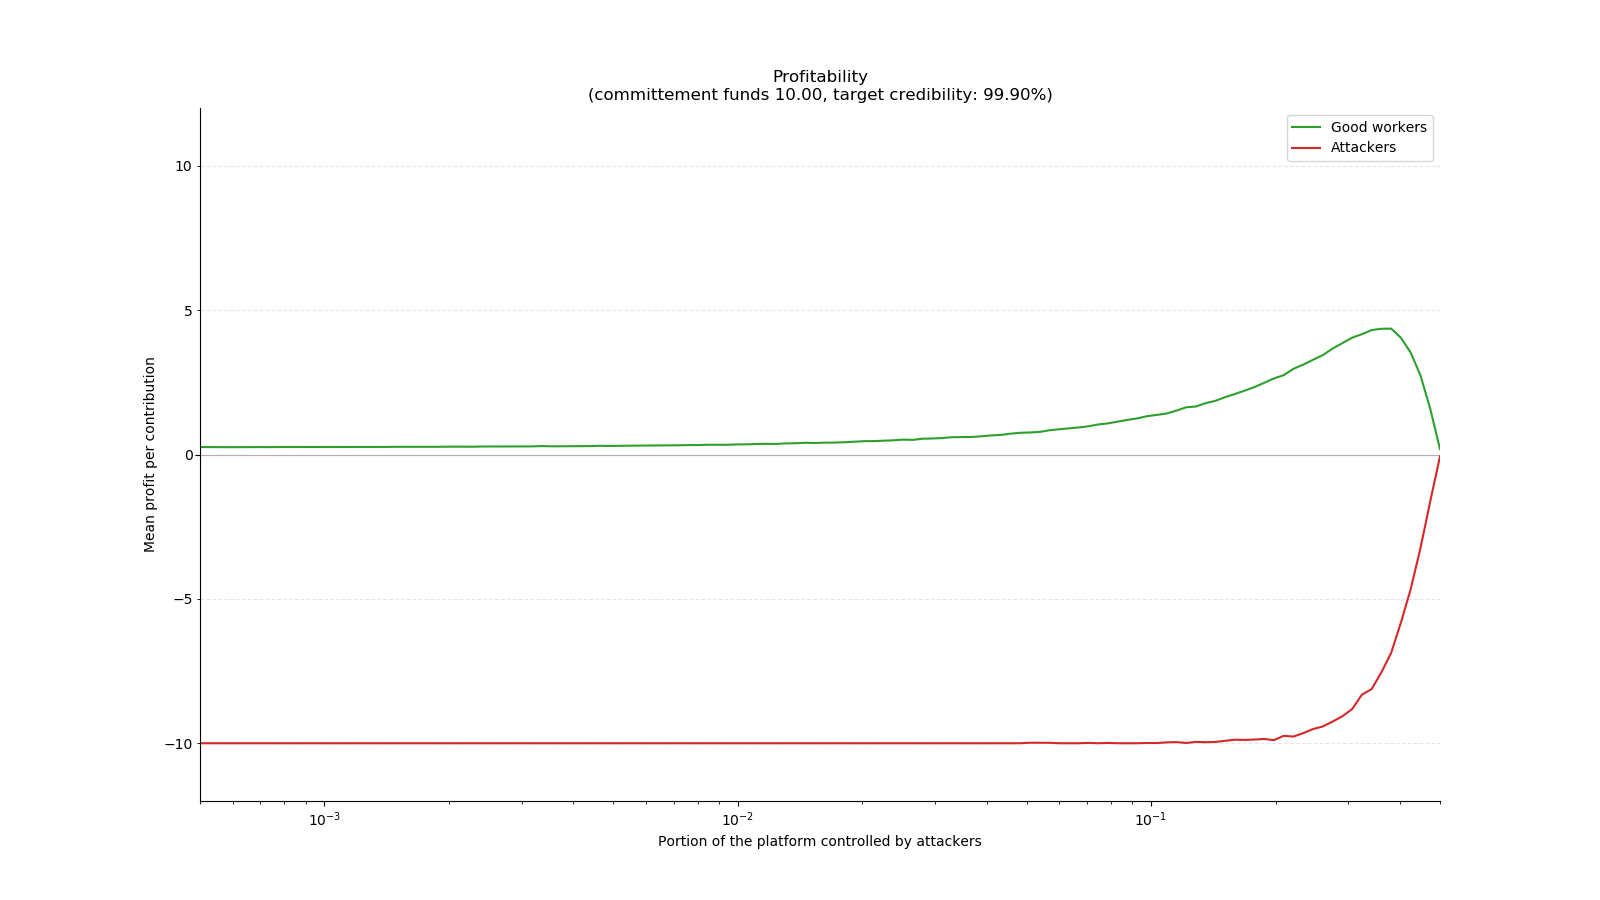 Profitability
(committement funds 10.00, target credibility: 99.90%)
Good workers
Attackers
10
5
0
−5
−10
Mean profit per contribution
10⁻³
10⁻²
10⁻¹
Portion of the platform controlled by attackers